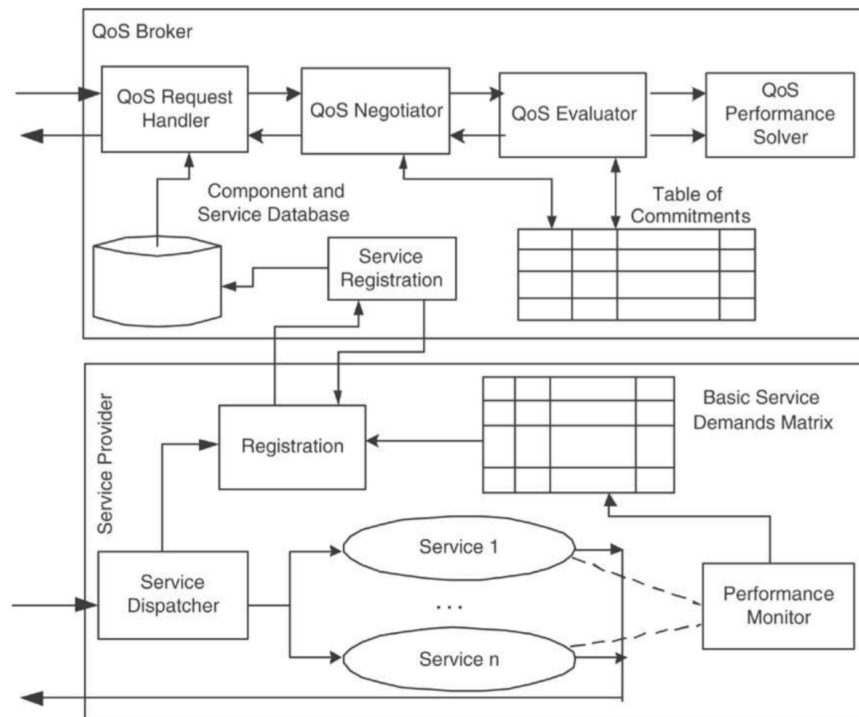 QoS Broker
QoS Request
Handler
QoS Negotiator
QoS Evaluator
QoS
Performance
Solver
Component and
Service Database
Table of
Commitments
Service
Registration
Service Provider
Registration
Basic Service
Demands Matrix
Service 1
Service
Dispatcher
...
Performance
Monitor
Service n